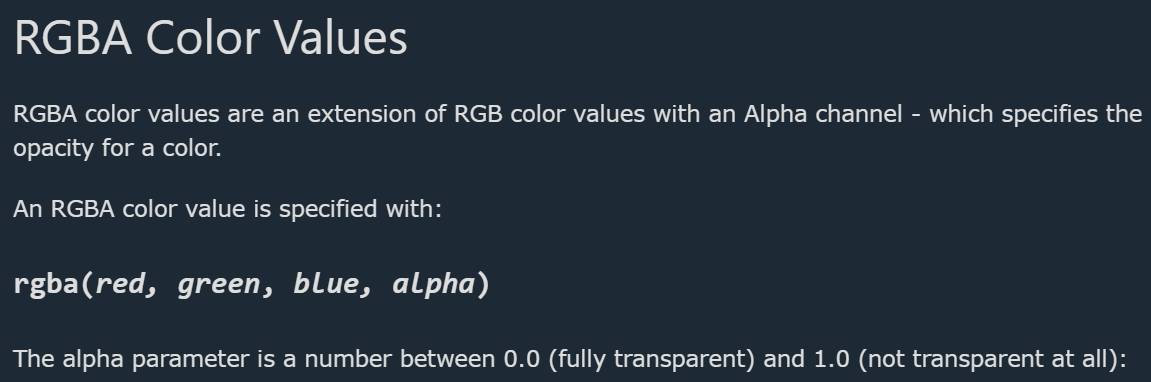 RGBA Color Values
RGBA color values are an extension of RGB color values with an Alpha channel - which specifies the
opacity for a color.
An RGBA color value is specified with:
rgba(red, green, blue, alpha)
The alpha parameter is a number between 0.0 (fully transparent) and 1.0 (not transparent at all):